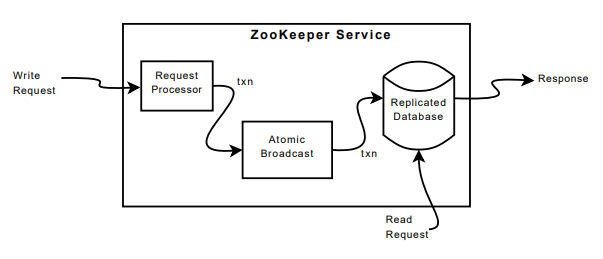 ZooKeeper Service
Write
Request
Request
Processor
txn
Atomic
Broadcast
txn
Replicated
Database
Response
Read
Request